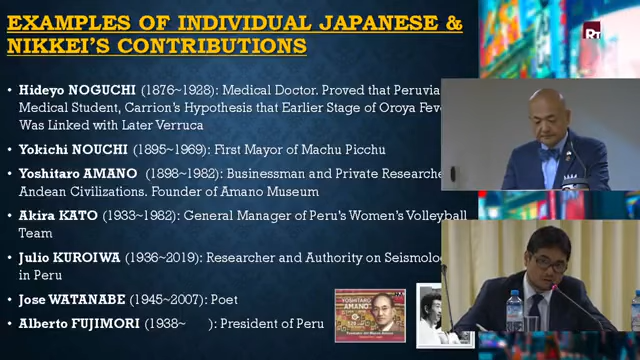 EXAMPLES OF INDIVIDUAL JAPANESE &
NIKKEI'S CONTRIBUTIONS
• Hideyo NOGUCHI (1876~1928): Medical Doctor. Proved that Peruvia
Medical Student, Carrion's Hypothesis that Earlier Stage of Oroya Feve
Was Linked with Later Verruca
• Yokichi NOUCHI (1895~1969): First Mayor of Machu Picchu
• Yoshitaro AMANO (1898~1982): Businessman and Private Researche
Andean Civilizations. Founder of Amano Museum
• Akira KATO (1933~1982): General Manager of Peru's Women's Volleyball
Team
• Julio KUROIWA (1936~2019): Researcher and Authority on Seismolo
in Peru
• Jose WATANABE (1945~2007): Poet
• Alberto FUJIMORI (1938~ ): President of Peru
YOSHITARO
AMANO